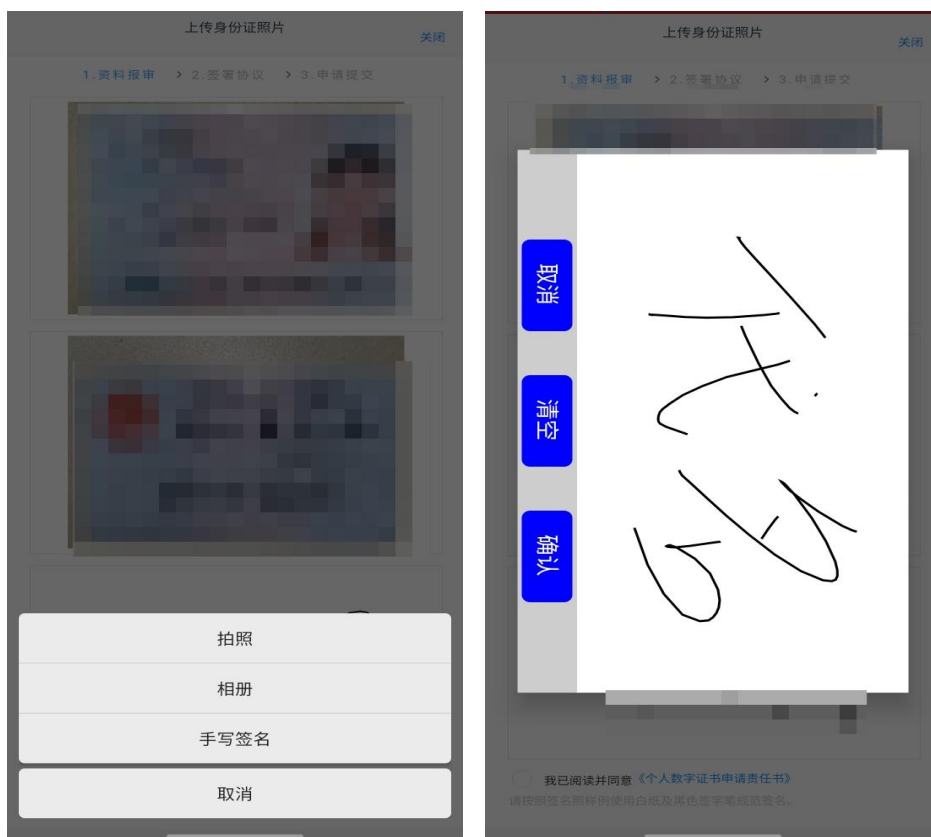 上传身份证照片
关闭
1.资料报审 > 2.签署协议 > 3.申请提交
拍照
相册
手写签名
取消
上传身份证照片
关闭
1.资料报审 > 2.签署协议 > 3.申请提交
取消
清空
确认
我已阅读并同意《个人数字证书申请责任书》
请按照签名照样例使用白纸及黑色签字笔规范签名。